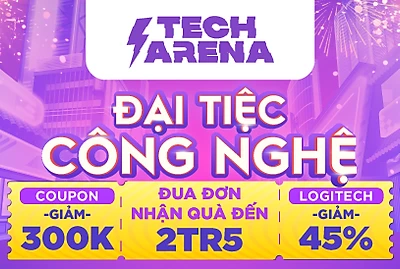 TECH
ARENA
ĐẠI TIỆC
CÔNG NGHỆ
COUPON
-GIẢM-
300K
ĐUA ĐƠN
NHẬN QUÀ ĐẾN
2TR5
LOGITECH
-GIẢM-
45%